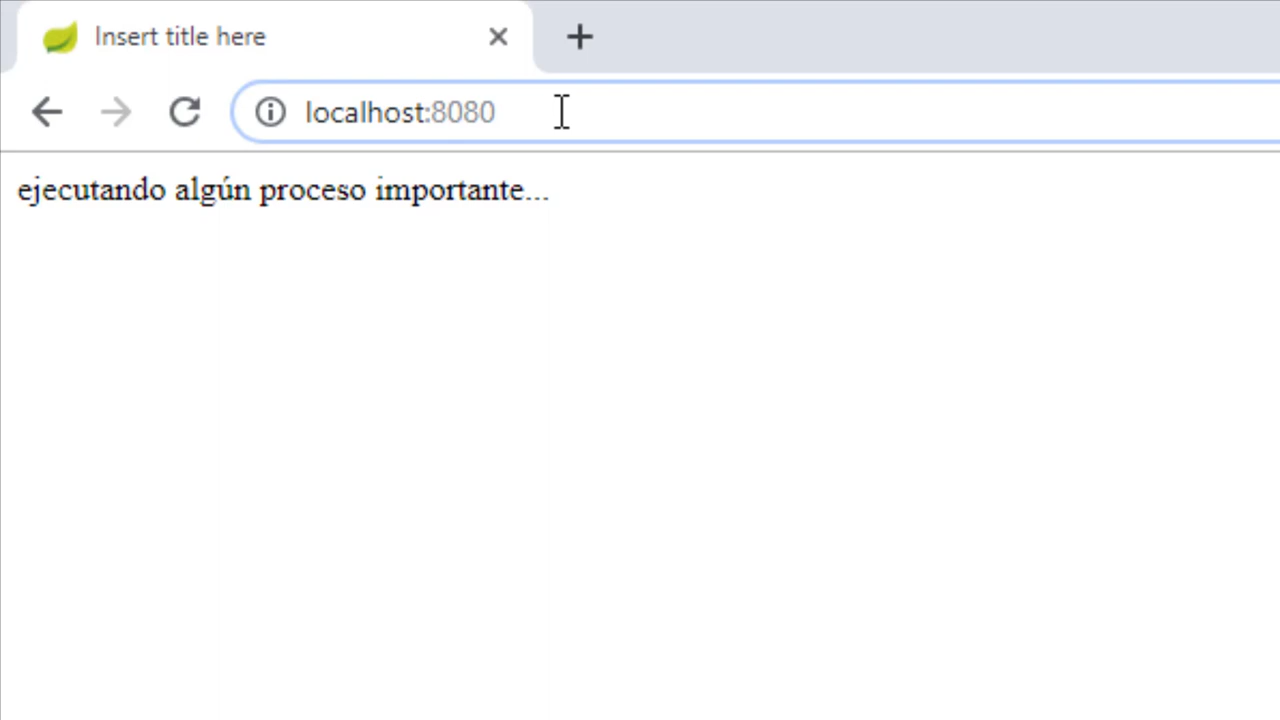 Insert title here
localhost:8080
ejecutando algún proceso importante...